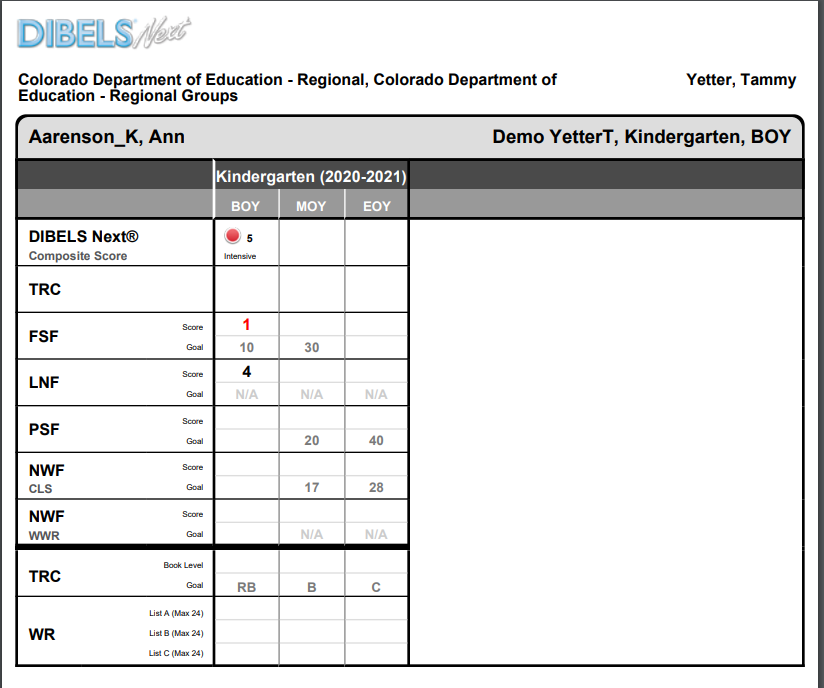 DIBELS Next
Colorado Department of Education - Regional, Colorado Department of
Education - Regional Groups
Yetter, Tammy
Aarenson_K, Ann
Demo YetterT, Kindergarten, BOY
Kindergarten (2020-2021)
BOY MOY EOY
DIBELS Next®
Composite Score
5
Intensive
TRC
FSF
Score 1
Goal 10 30
LNF
Score 4
Goal N/A N/A N/A
PSF
Score
Goal 20 40
NWF
CLS
Score
Goal 17 28
NWF
WWR
Score
Goal N/A N/A
TRC
Book Level
Goal RB B C
WR
List A (Max 24)
List B (Max 24)
List C (Max 24)